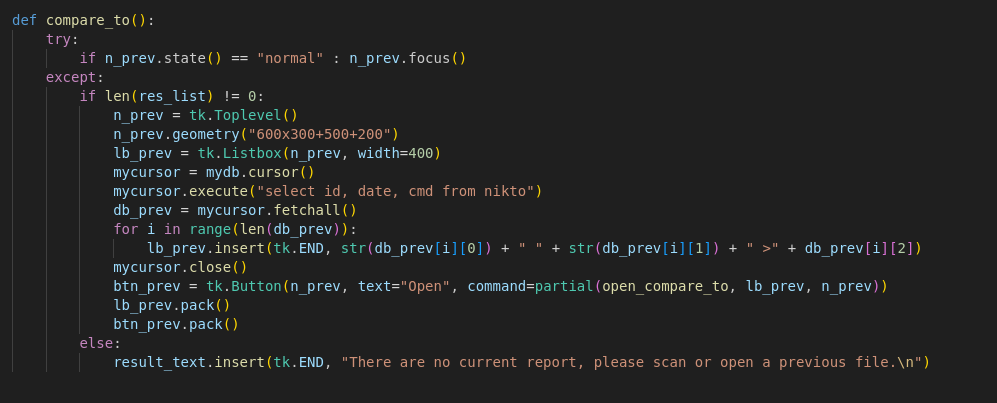 def compare_to():
    try:
        if n_prev.state() == "normal" : n_prev.focus()
    except:
        if len(res_list) != 0:
            n_prev = tk.Toplevel()
            n_prev.geometry("600x300+500+200")
            lb_prev = tk.Listbox(n_prev, width=400)
            mycursor = mydb.cursor()
            mycursor.execute("select id, date, cmd from nikto")
            db_prev = mycursor.fetchall()
            for i in range(len(db_prev)):
                lb_prev.insert(tk.END, str(db_prev[i][0]) + " " + str(db_prev[i][1]) + " >" + db_prev[i][2])
            mycursor.close()
            btn_prev = tk.Button(n_prev, text="Open", command=partial(open_compare_to, lb_prev, n_prev))
            lb_prev.pack()
            btn_prev.pack()
        else:
            result_text.insert(tk.END, "There are no current report, please scan or open a previous file.\n")